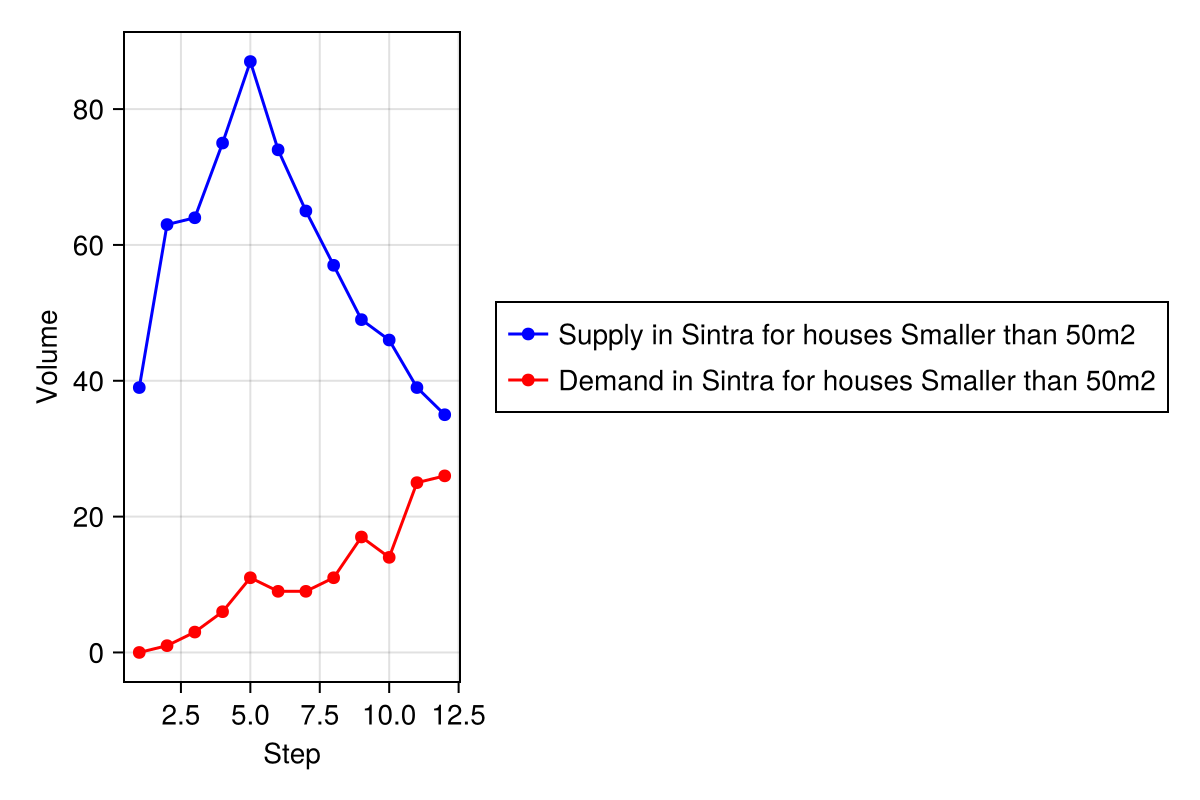 80
60
40
20
0
Volume
2.5 5.0 7.5 10.0 12.5
Step
Supply in Sintra for houses Smaller than 50m2
Demand in Sintra for houses Smaller than 50m2